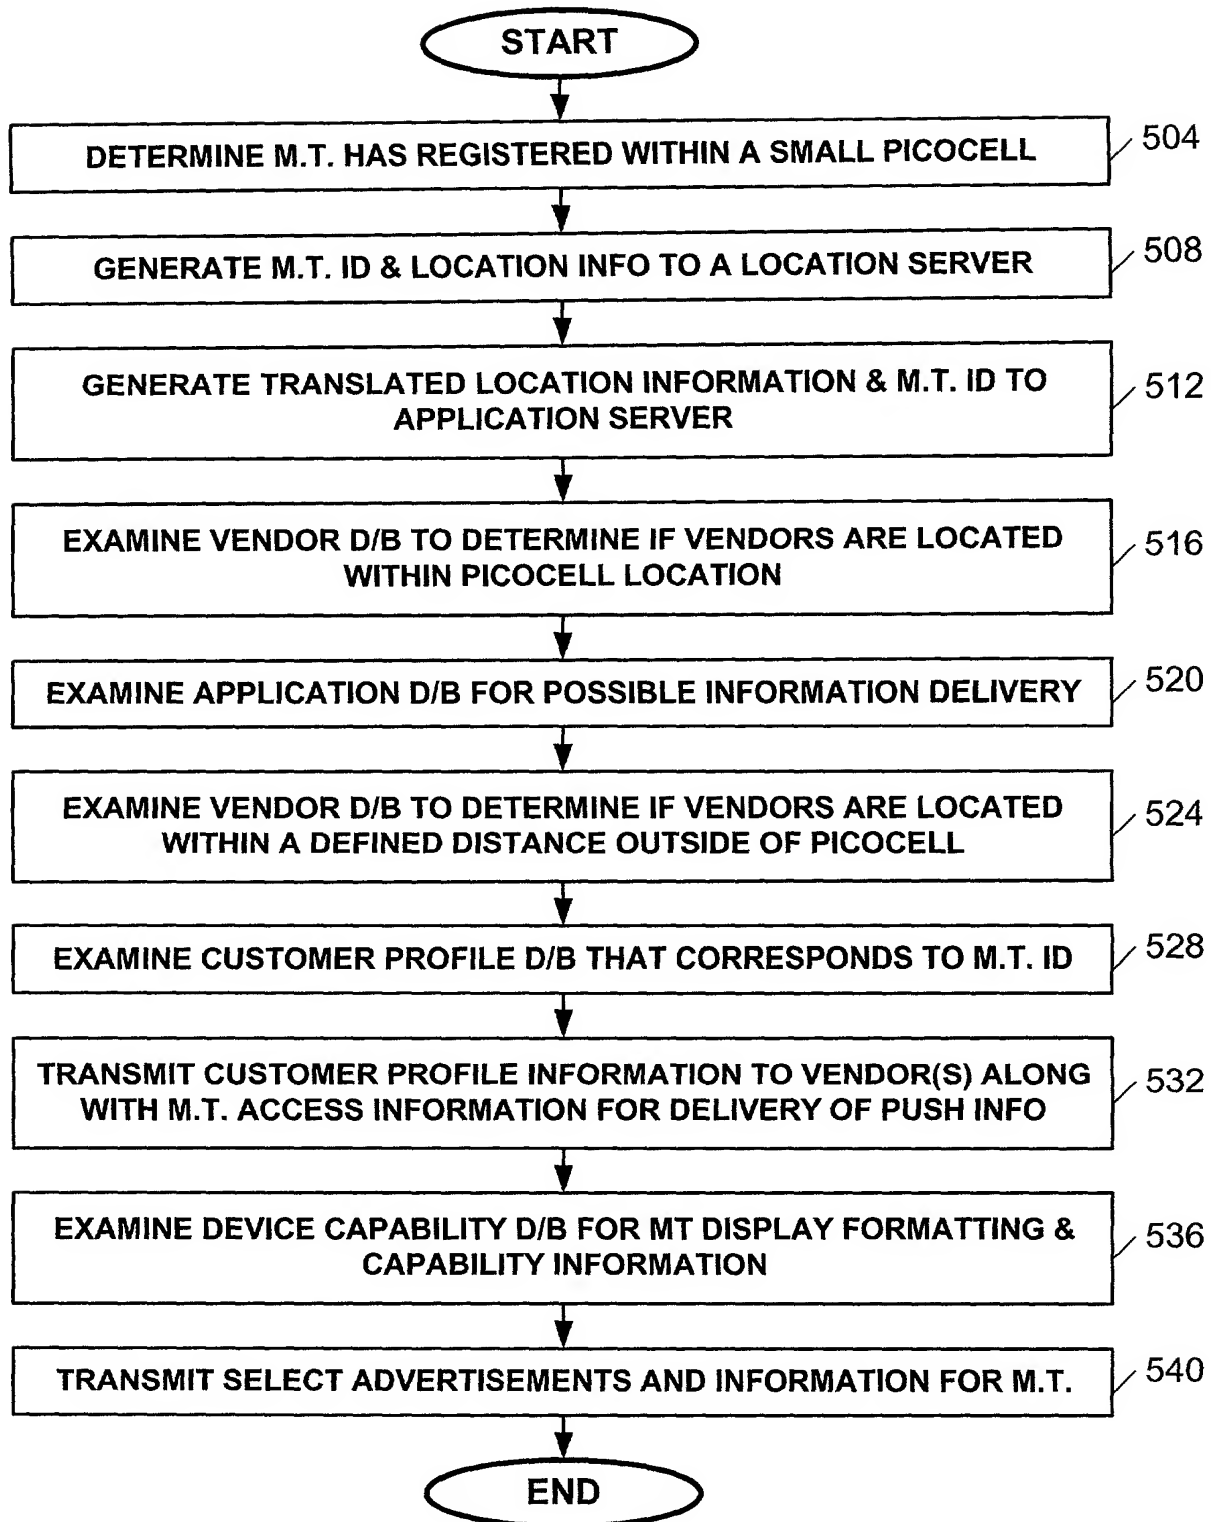 START
DETERMINE M.T. HAS REGISTERED WITHIN A SMALL PICOCELL
504
GENERATE M.T. ID & LOCATION INFO TO A LOCATION SERVER
508
GENERATE TRANSLATED LOCATION INFORMATION & M.T. ID TO
APPLICATION SERVER
512
EXAMINE VENDOR D/B TO DETERMINE IF VENDORS ARE LOCATED
WITHIN PICOCELL LOCATION
516
EXAMINE APPLICATION D/B FOR POSSIBLE INFORMATION DELIVERY
520
EXAMINE VENDOR D/B TO DETERMINE IF VENDORS ARE LOCATED
WITHIN A DEFINED DISTANCE OUTSIDE OF PICOCELL
524
EXAMINE CUSTOMER PROFILE D/B THAT CORRESPONDS TO M.T. ID
528
TRANSMIT CUSTOMER PROFILE INFORMATION TO VENDOR(S) ALONG
WITH M.T. ACCESS INFORMATION FOR DELIVERY OF PUSH INFO
532
EXAMINE DEVICE CAPABILITY D/B FOR MT DISPLAY FORMATTING &
CAPABILITY INFORMATION
536
TRANSMIT SELECT ADVERTISEMENTS AND INFORMATION FOR M.T.
540
END